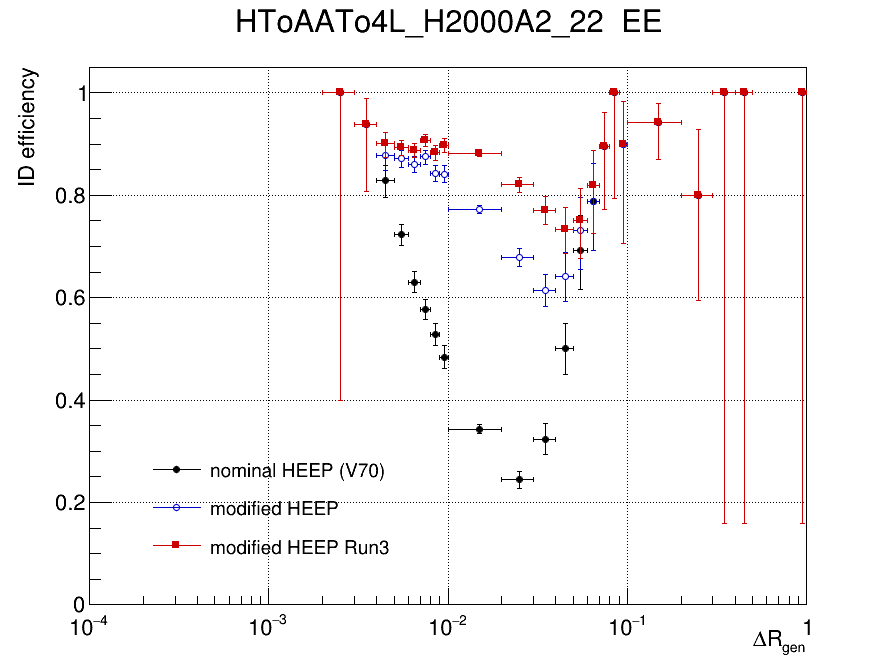 HToAATo4L_H2000A2_22 EE
ID efficiency
1
0.8
0.6
0.4
0.2
0
nominal HEEP (V70)
modified HEEP
modified HEEP Run3
10⁻⁴ 10⁻³ 10⁻² 10⁻¹ 1
ΔR_gen